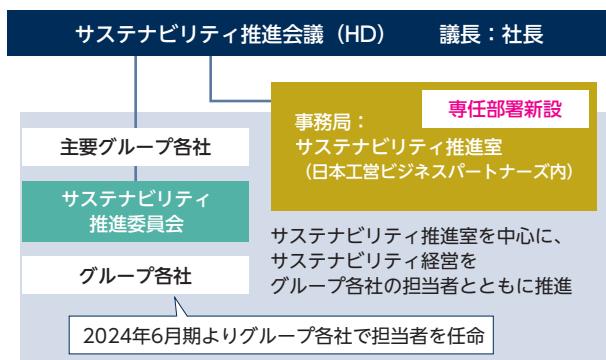 サステナビリティ推進会議（HD） 議長：社長
専任部署新設
事務局：
サステナビリティ推進室
（日本工営ビジネスパートナーズ内）
主要グループ各社
サステナビリティ
推進委員会
グループ各社
サステナビリティ推進室を中心に、
サステナビリティ経営を
グループ各社の担当者とともに推進
2024年6月期よりグループ各社で担当者を任命